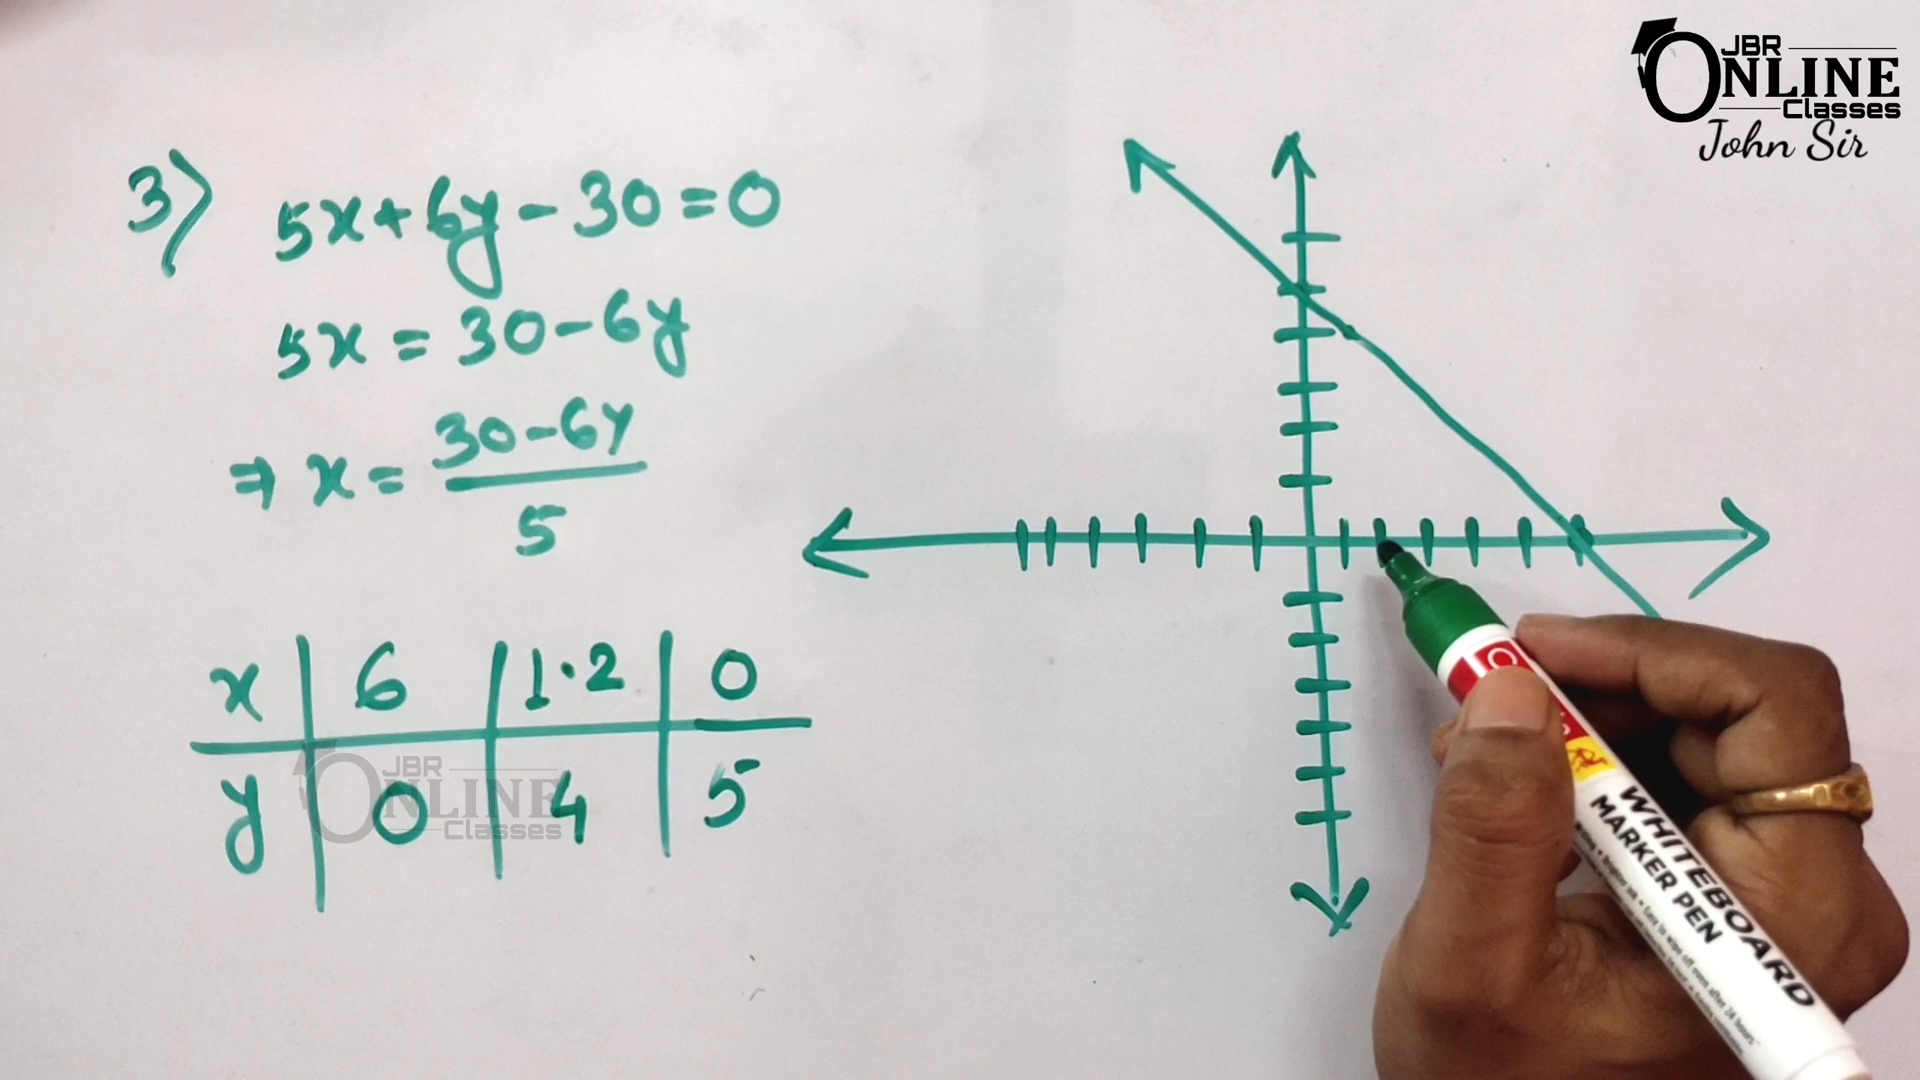 JBR
ONLINE
Classes
John Sir
3) 5x+6y-30=0
5x = 30-6y
⇒ x = 30-6y
5
x | 6 | 1.2 | 0
y | 0 | 4 | 5
JBR
ONLINE
Classes
WHITEBOARD
MARKER PEN